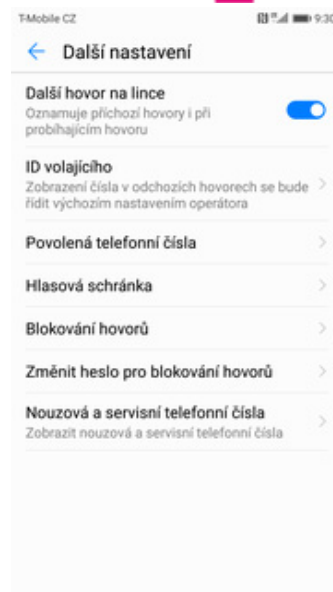 T-Mobile CZ 9:30
Další nastavení
Další hovor na lince
Oznamuje příchozí hovory i při
probíhajícím hovoru
ID volajícího
Zobrazení čísla v odchozích hovorech se bude
řídit výchozím nastavením operátora
Povolená telefonní čísla
Hlasová schránka
Blokování hovorů
Změnit heslo pro blokování hovorů
Nouzová a servisní telefonní čísla
Zobrazit nouzová a servisní telefonní čísla